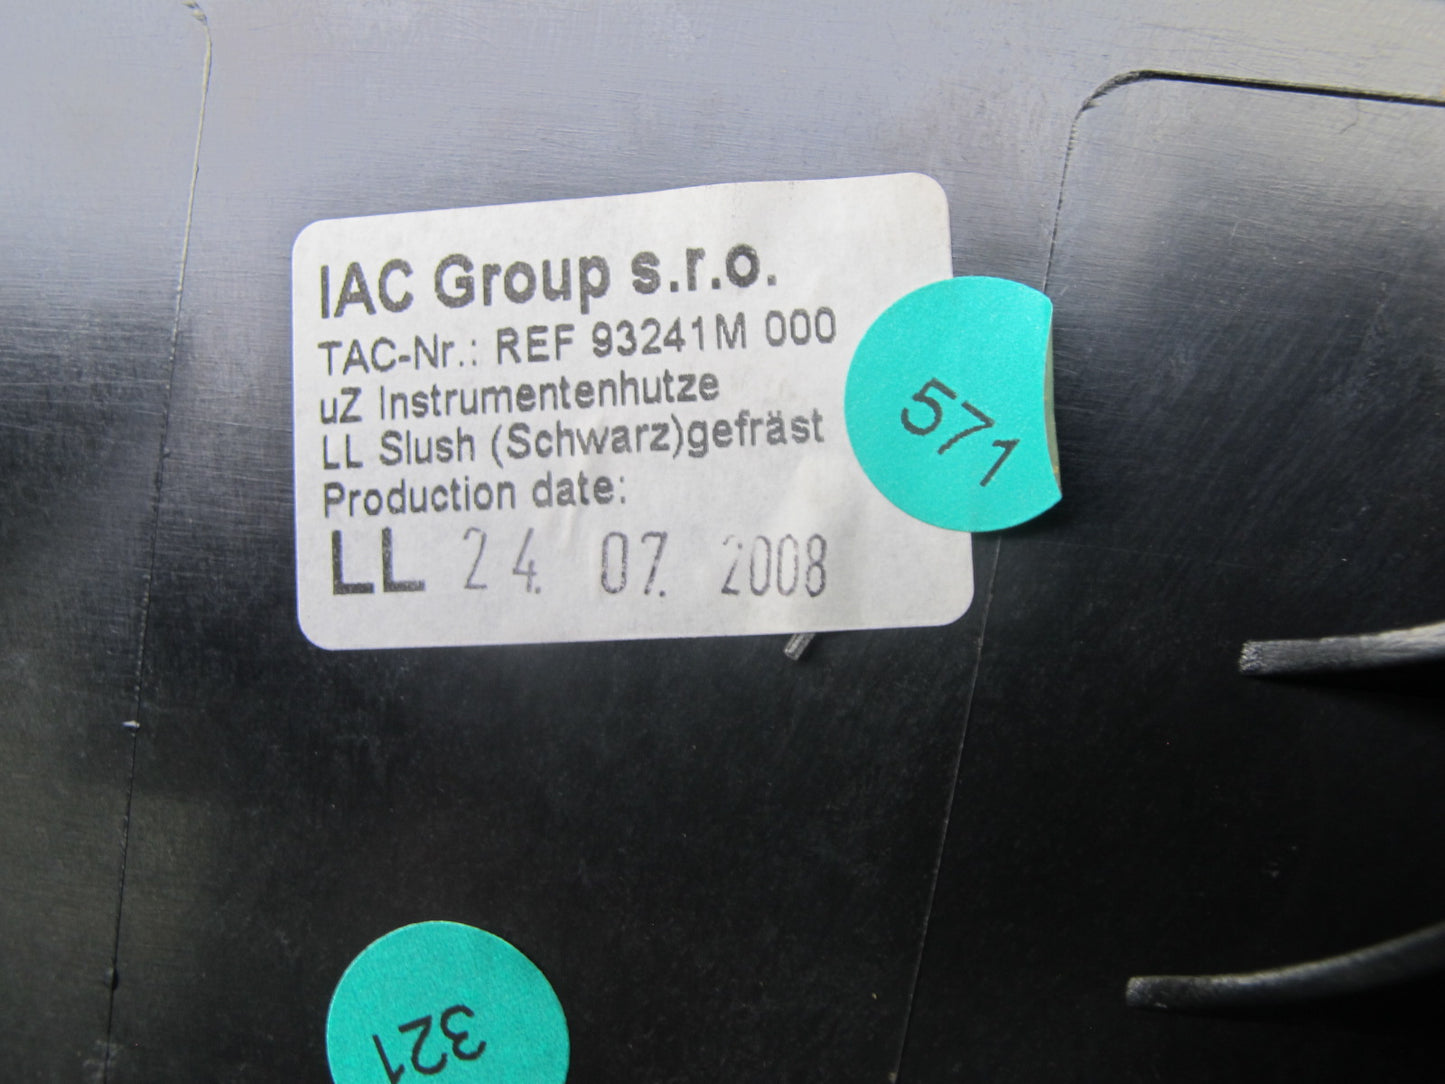 IAC Group s.r.o.
TAC-Nr.: REF 93241M 000
uZ Instrumentenhutze
LL Slush (Schwarz)gefräst
Production date:
LL 24. 07. 2008
571
321